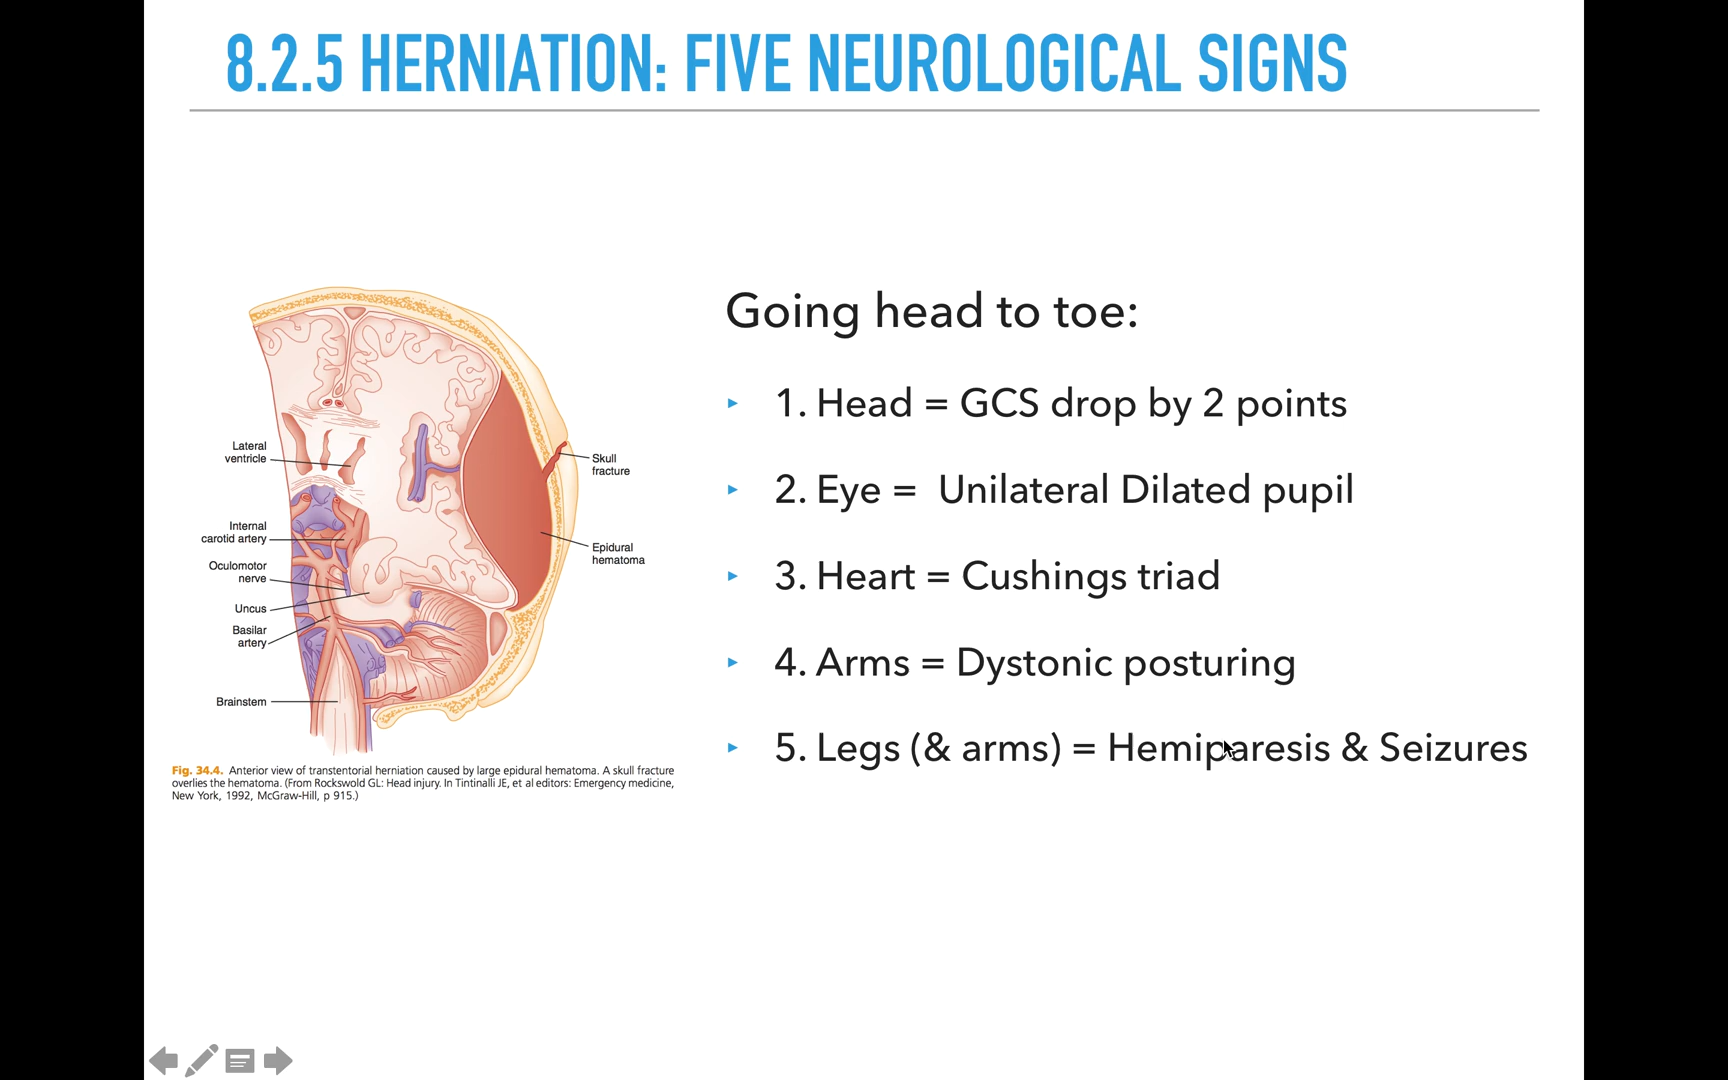 8.2.5 HERNIATION: FIVE NEUROLOGICAL SIGNS
Lateral
ventricle
Internal
carotid artery
Oculomotor
nerve
Uncus
Basilar
artery
Brainstem
Skull
fracture
Epidural
hematoma
Fig. 34.4. Anterior view of transtentorial herniation caused by large epidural hematoma. A skull fracture
overlies the hematoma. (From Rockswold GL: Head injury. In Tintinalli JE, et al editors: Emergency medicine,
New York, 1992, McGraw-Hill, p 915.)
Going head to toe:
‣ 1. Head = GCS drop by 2 points
‣ 2. Eye = Unilateral Dilated pupil
‣ 3. Heart = Cushings triad
‣ 4. Arms = Dystonic posturing
‣ 5. Legs (& arms) = Hemiparesis & Seizures